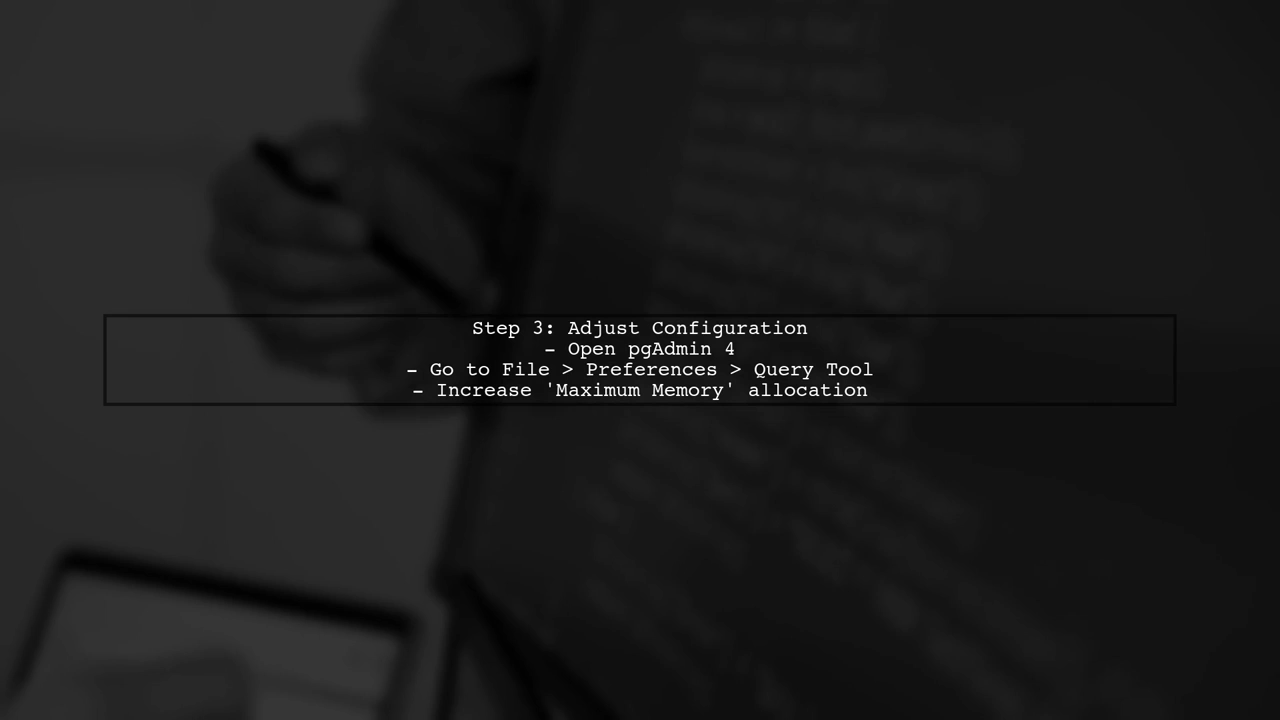 Step 3: Adjust Configuration
- Open pgAdmin 4
- Go to File > Preferences > Query Tool
- Increase 'Maximum Memory' allocation